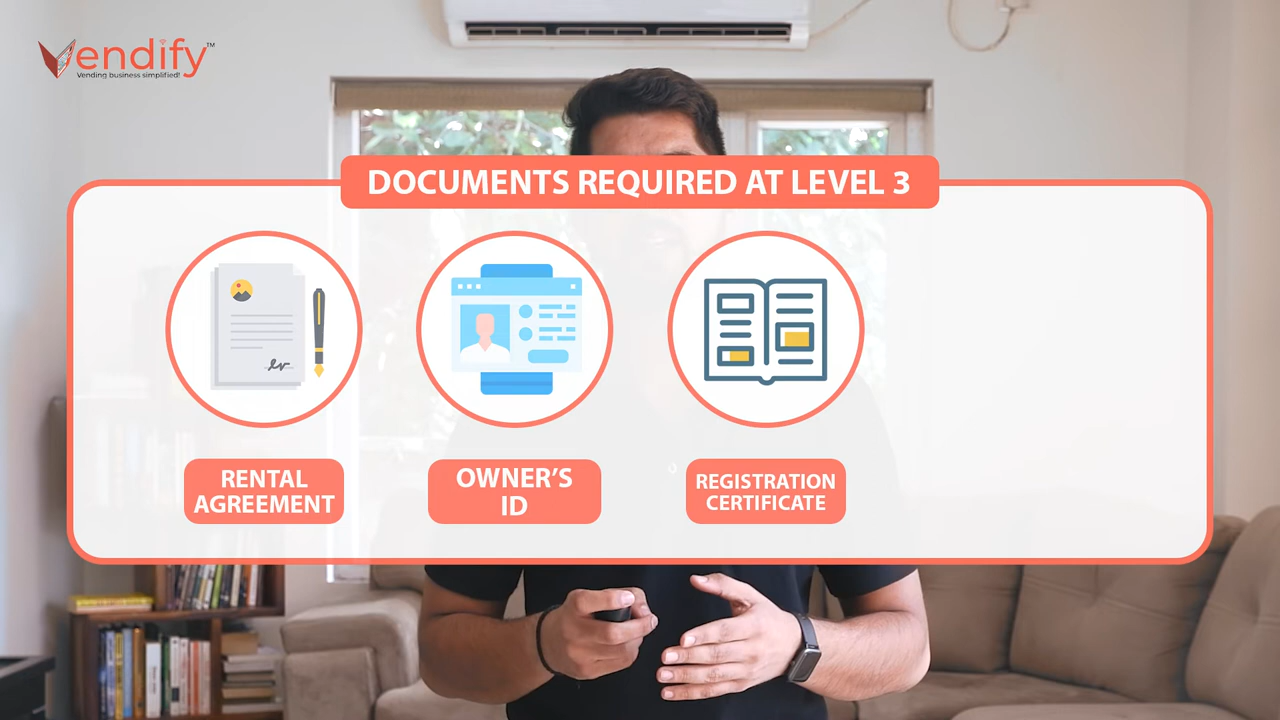 Vendify™
Vending business simplified!
DOCUMENTS REQUIRED AT LEVEL 3
RENTAL
AGREEMENT
OWNER'S
ID
REGISTRATION
CERTIFICATE